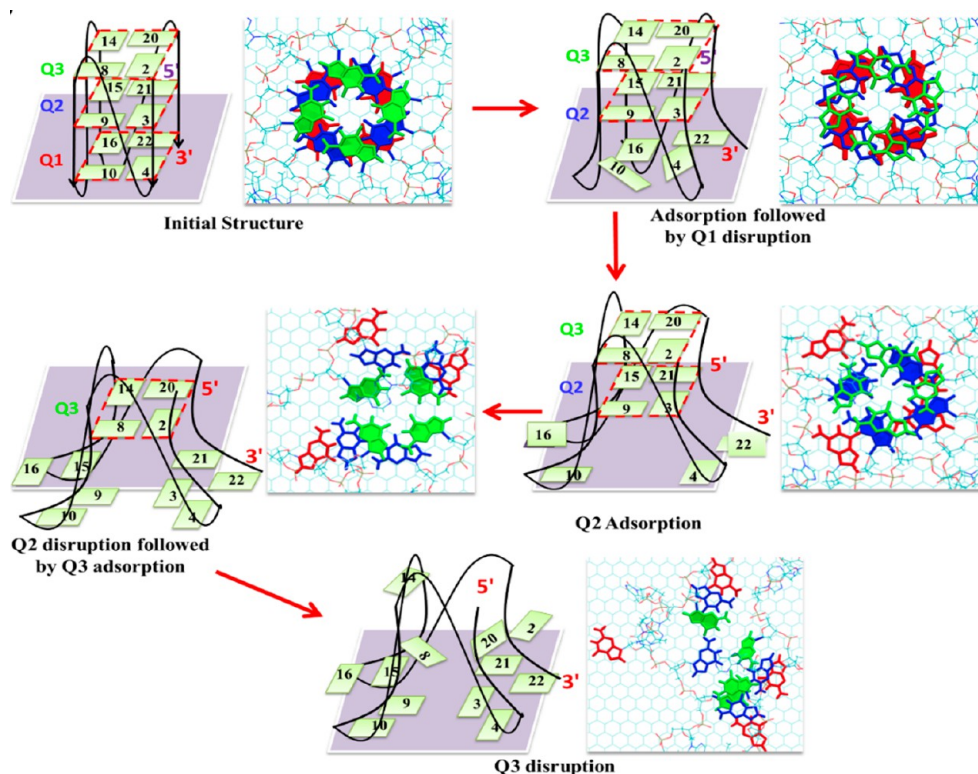 14 20
Q3 8 2 5'
Q2 15 21
9 3
Q1 16 22 3'
10 4
Initial Structure
14 20
Q3 8 2 5'
15 21
Q2 9 3
16 22
10 4 3'
Adsorption followed
by Q1 disruption
14 20
Q3 8 2 5'
Q2 15 21
9 3 3'
16 22
10 4
Q2 Adsorption
14 20 5'
Q3 8 2
16 15 21 3'
9 3 22
10 4
Q2 disruption followed
by Q3 adsorption
14 5'
8 20 2
16 15 21
9 3 22 3'
10 4
Q3 disruption